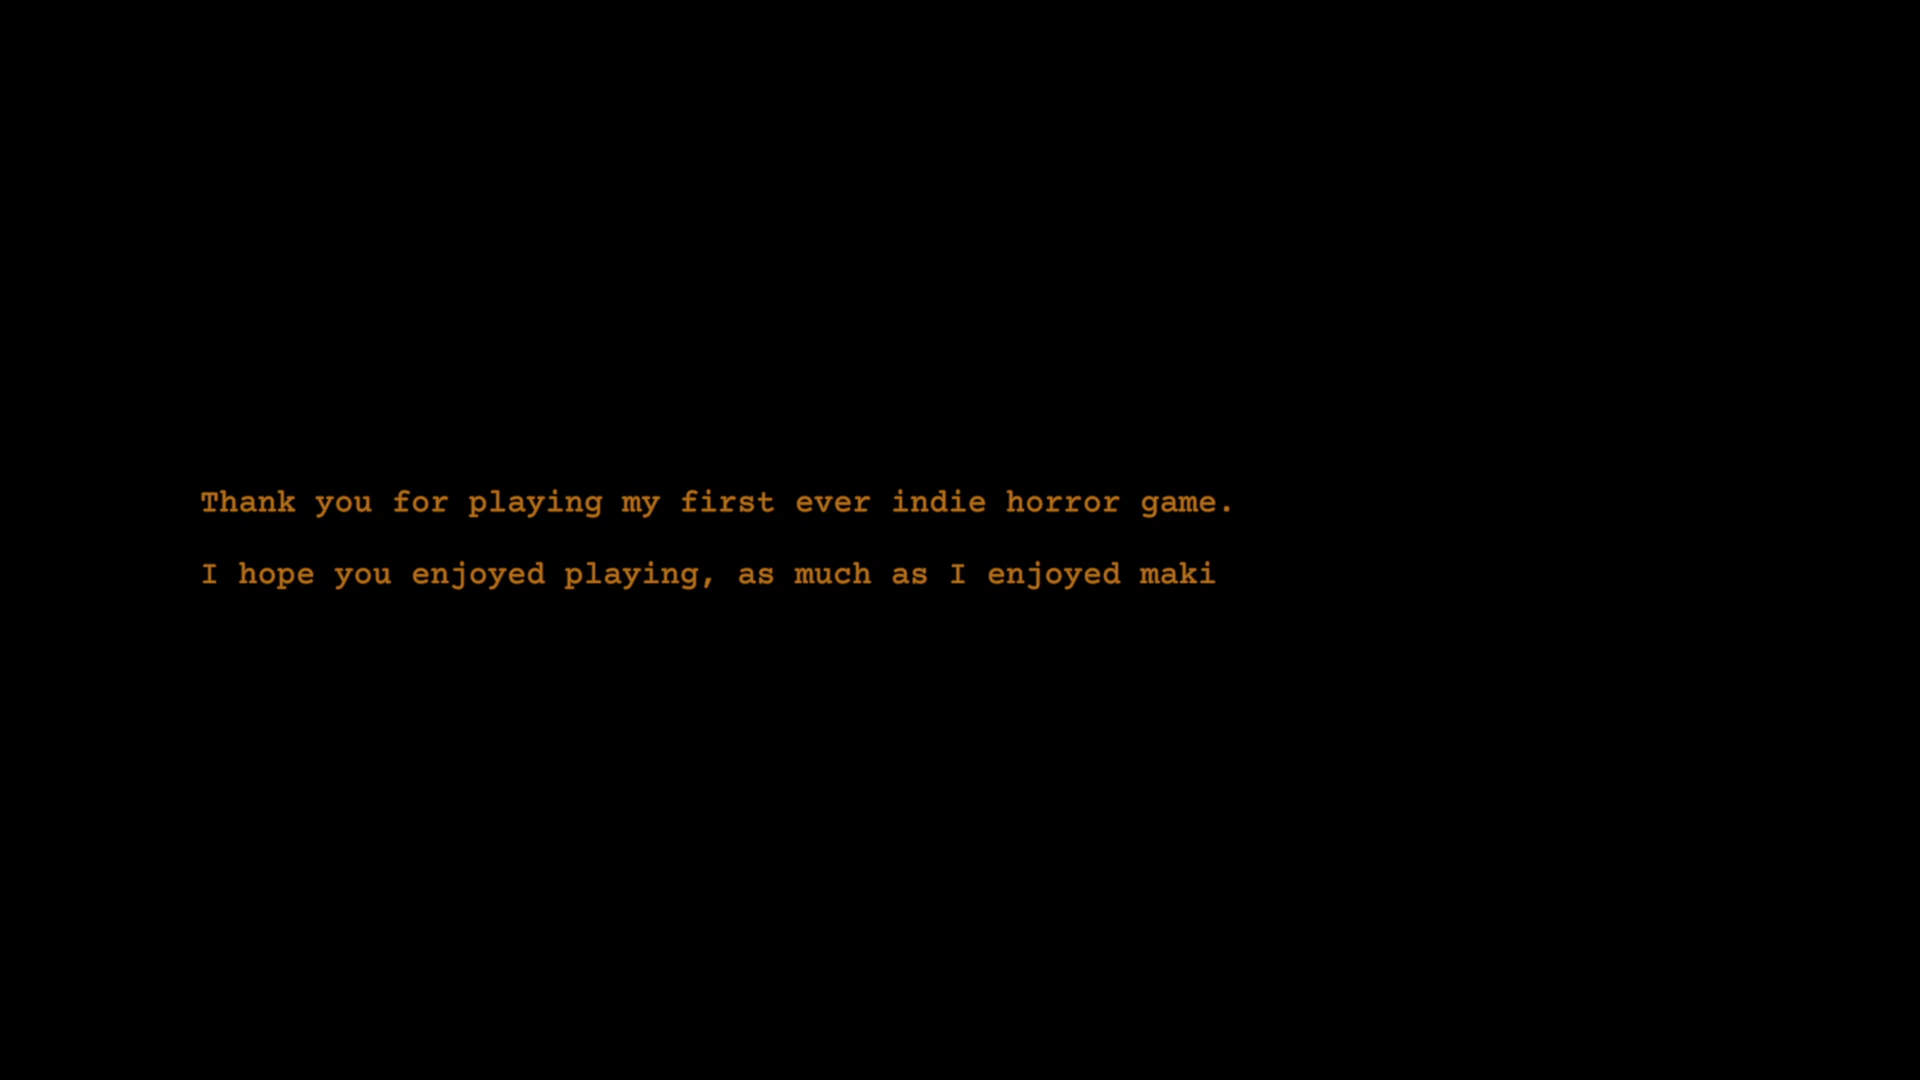 Thank you for playing my first ever indie horror game.
I hope you enjoyed playing, as much as I enjoyed maki